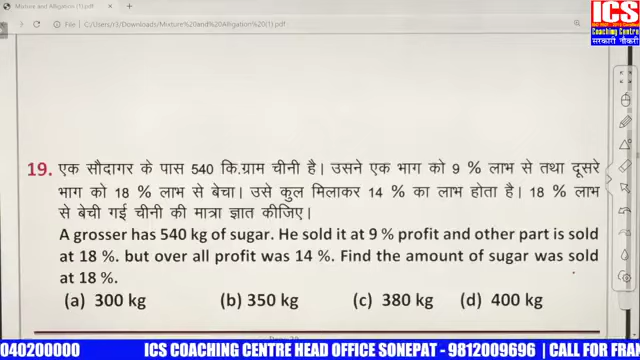 Mixture and Alligation (1).pdf
File | C:/Users/r3/Downloads/Mixture%20and%20Alligation%20(1).pdf
ICS
Coaching Centre
सरकारी नौकरी
19. एक सौदागर के पास 540 कि.ग्राम चीनी है। उसने एक भाग को 9 % लाभ से तथा दूसरे
भाग को 18 % लाभ से बेचा। उसे कुल मिलाकर 14 % का लाभ होता है। 18 % लाभ
से बेची गई चीनी की मात्रा ज्ञात कीजिए।
A grosser has 540 kg of sugar. He sold it at 9 % profit and other part is sold
at 18 %. but over all profit was 14 %. Find the amount of sugar was sold
at 18 %.
(a) 300 kg (b) 350 kg (c) 380 kg (d) 400 kg
040200000 ICS COACHING CENTRE HEAD OFFICE SONEPAT - 9812009696 | CALL FOR FRA